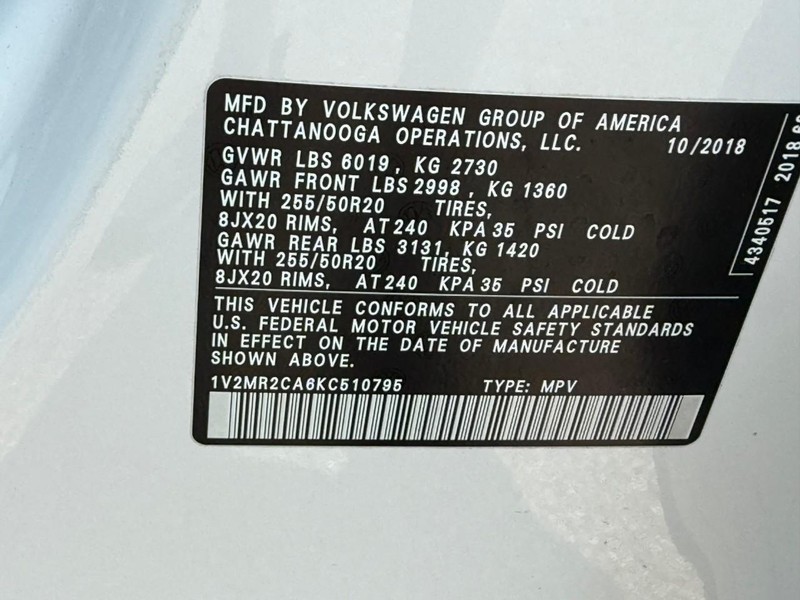 MFD BY VOLKSWAGEN GROUP OF AMERICA
CHATTANOOGA OPERATIONS, LLC. 10/2018
GVWR LBS 6019, KG 2730
GAWR FRONT LBS 2998, KG 1360
WITH 255/50R20 TIRES,
8JX20 RIMS, AT 240 KPA 35 PSI COLD
GAWR REAR LBS 3131, KG 1420
WITH 255/50R20 TIRES,
8JX20 RIMS, AT 240 KPA 35 PSI COLD
THIS VEHICLE CONFORMS TO ALL APPLICABLE
U.S. FEDERAL MOTOR VEHICLE SAFETY STANDARDS
IN EFFECT ON THE DATE OF MANUFACTURE
SHOWN ABOVE.
1V2MR2CA6KC510795 TYPE: MPV
4340517 2018